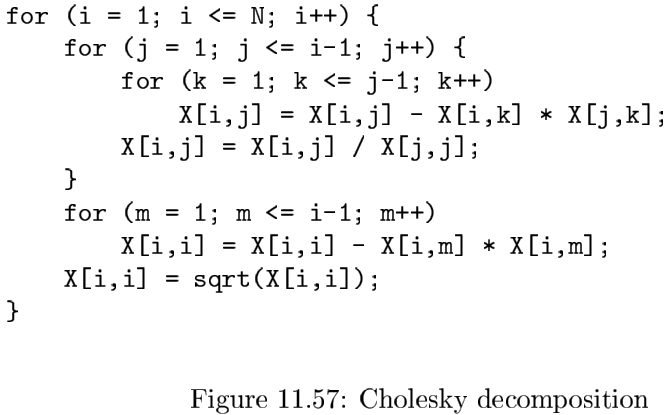 for (i = 1; i <= N; i++) {
    for (j = 1; j <= i-1; j++) {
        for (k = 1; k <= j-1; k++)
            X[i,j] = X[i,j] - X[i,k] * X[j,k];
        X[i,j] = X[i,j] / X[j,j];
    }
    for (m = 1; m <= i-1; m++)
        X[i,i] = X[i,i] - X[i,m] * X[i,m];
    X[i,i] = sqrt(X[i,i]);
}
Figure 11.57: Cholesky decomposition